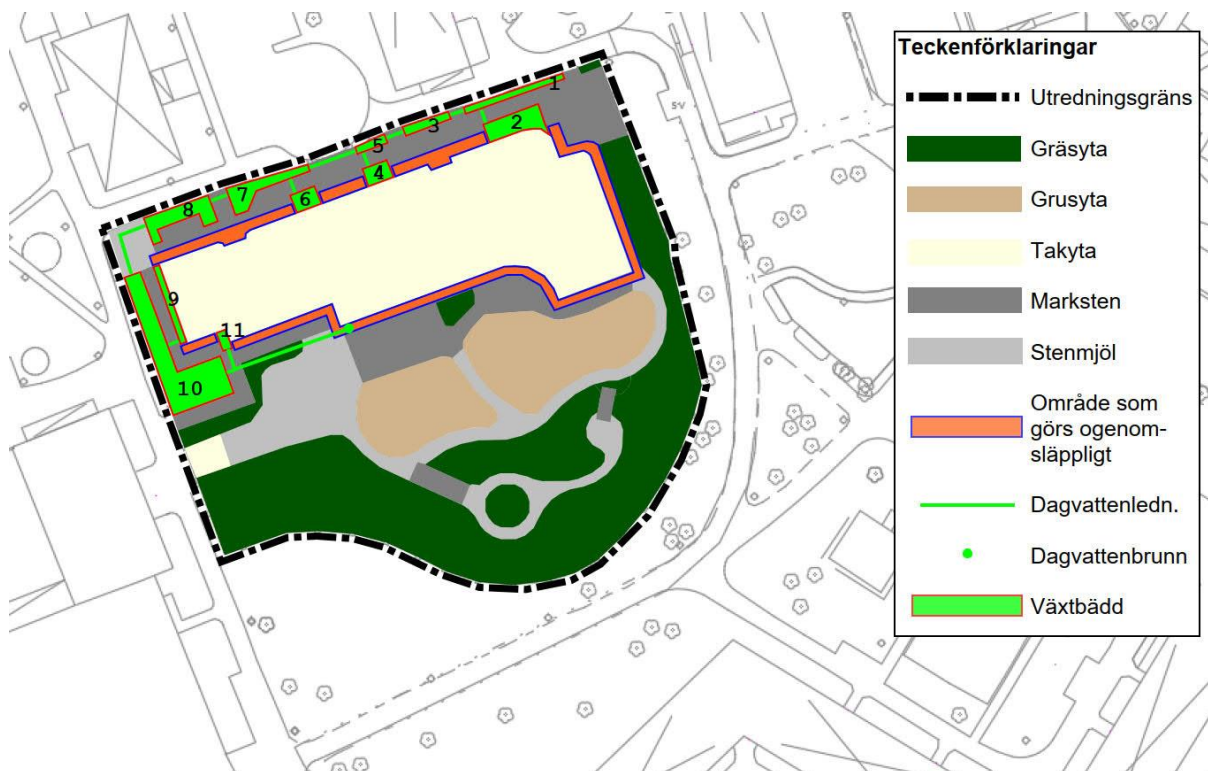 Teckenförklaringar
Utredningsgräns
Gräsyta
Grusyta
Takyta
Marksten
Stenmjöl
Område som
görs ogenom-
släppligt
Dagvattenledn.
Dagvattenbrunn
Växtbädd
1
2
3
5
4
7
6
8
9
11
10